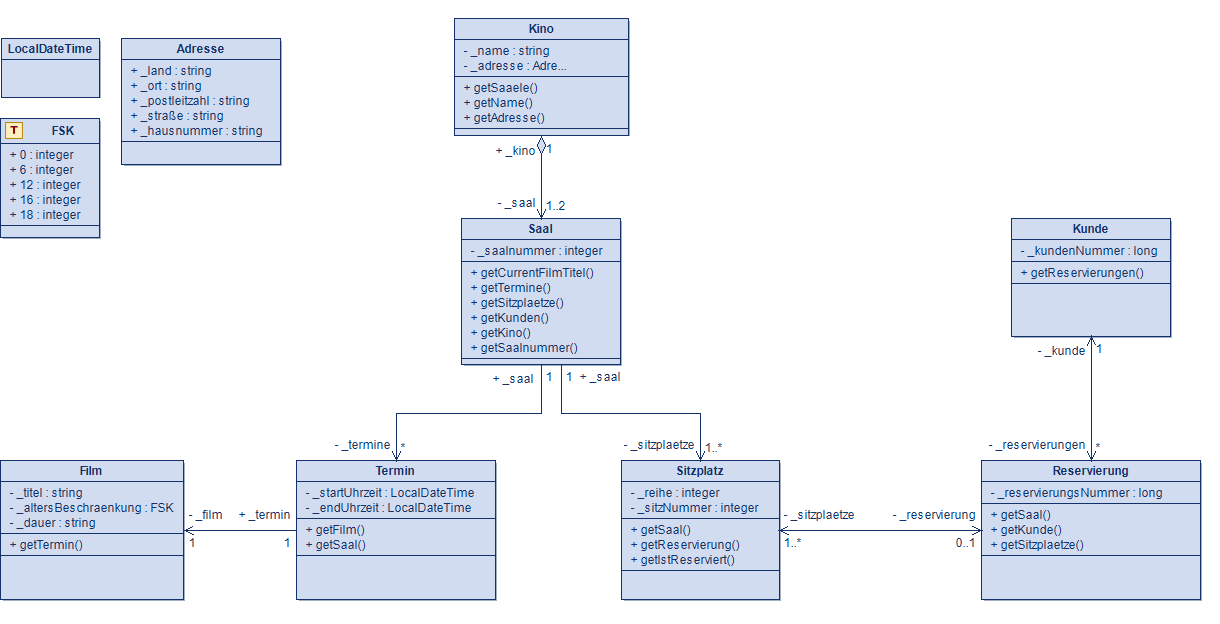 Kino
- _name : string
- _adresse : Adre...
+ getSaaele()
+ getName()
+ getAdresse()
LocalDateTime
Adresse
+ _land : string
+ _ort : string
+ _postleitzahl : string
+ _straße : string
+ _hausnummer : string
T FSK
+ 0 : integer
+ 6 : integer
+ 12 : integer
+ 16 : integer
+ 18 : integer
+ _kino 1
- _saal 1..2
Saal
- _saalnummer : integer
+ getCurrentFilmTitel()
+ getTermine()
+ getSitzplaetze()
+ getKunden()
+ getKino()
+ getSaalnummer()
Kunde
- _kundenNummer : long
+ getReservierungen()
- _kunde 1
+ _saal 1 1 + _saal
- _termine *
- _sitzplaetze 1..*
- _reservierungen *
Film
- _titel : string
- _altersBeschraenkung : FSK
- _dauer : string
+ getTermin()
- _film + _termin
1 1
Termin
- _startUhrzeit : LocalDateTime
- _endUhrzeit : LocalDateTime
+ getFilm()
+ getSaal()
Sitzplatz
- _reihe : integer
- _sitzNummer : integer
+ getSaal()
+ getReservierung()
+ getIstReserviert()
- _sitzplaetze - _reservierung
1..* 0..1
Reservierung
- _reservierungsNummer : long
+ getSaal()
+ getKunde()
+ getSitzplaetze()